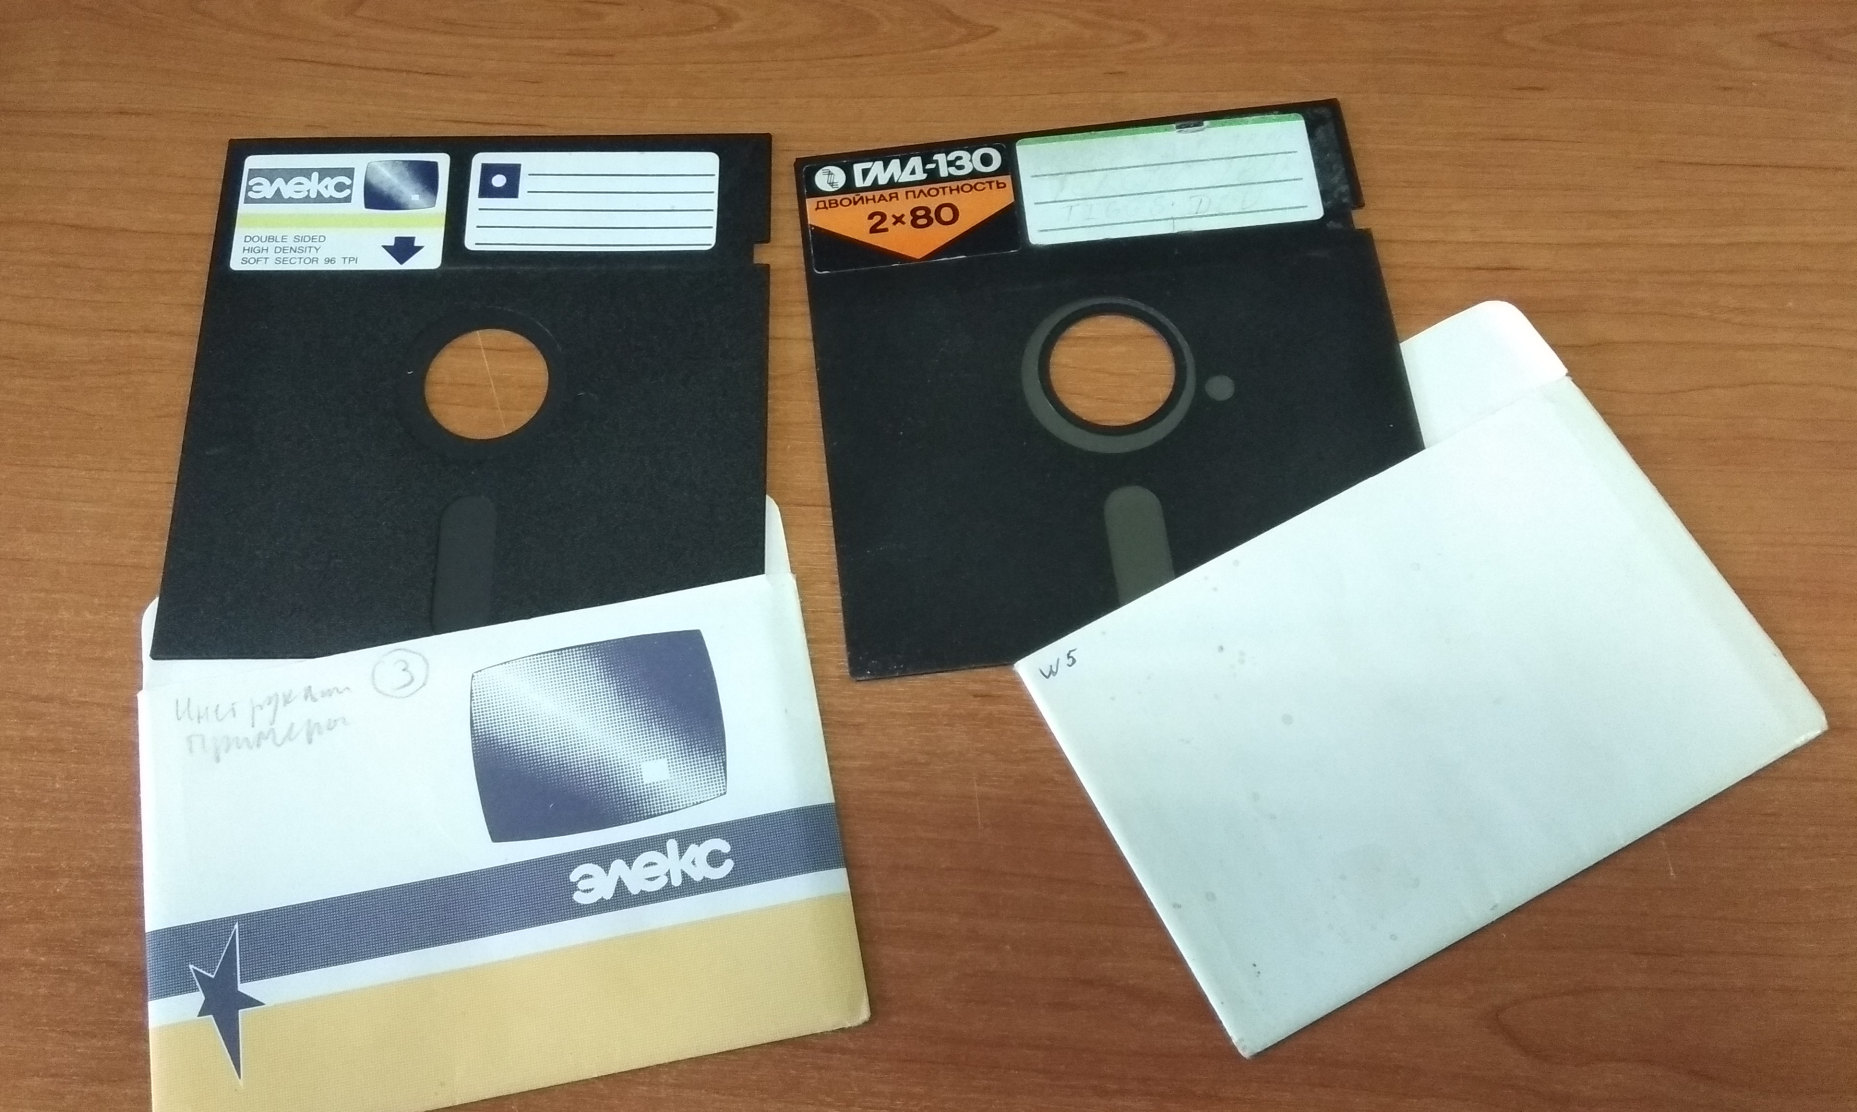 элекс
DOUBLE SIDED
HIGH DENSITY
SOFT SECTOR 96 TPI
ГМД-130
ДВОЙНАЯ ПЛОТНОСТЬ
2×80
3
примеры
элекс
W5